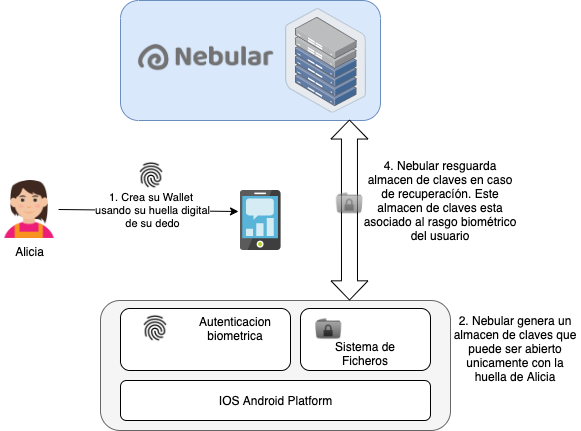 Nebular
4. Nebular resguarda
almacen de claves en caso
de recuperación. Este
almacen de claves esta
asociado al rasgo biométrico
del usuario
1. Crea su Wallet
usando su huella digital
de su dedo
Alicia
Autenticacion
biometrica
Sistema de
Ficheros
IOS Android Platform
2. Nebular genera un
almacen de claves que
puede ser abierto
unicamente con la
huella de Alicia